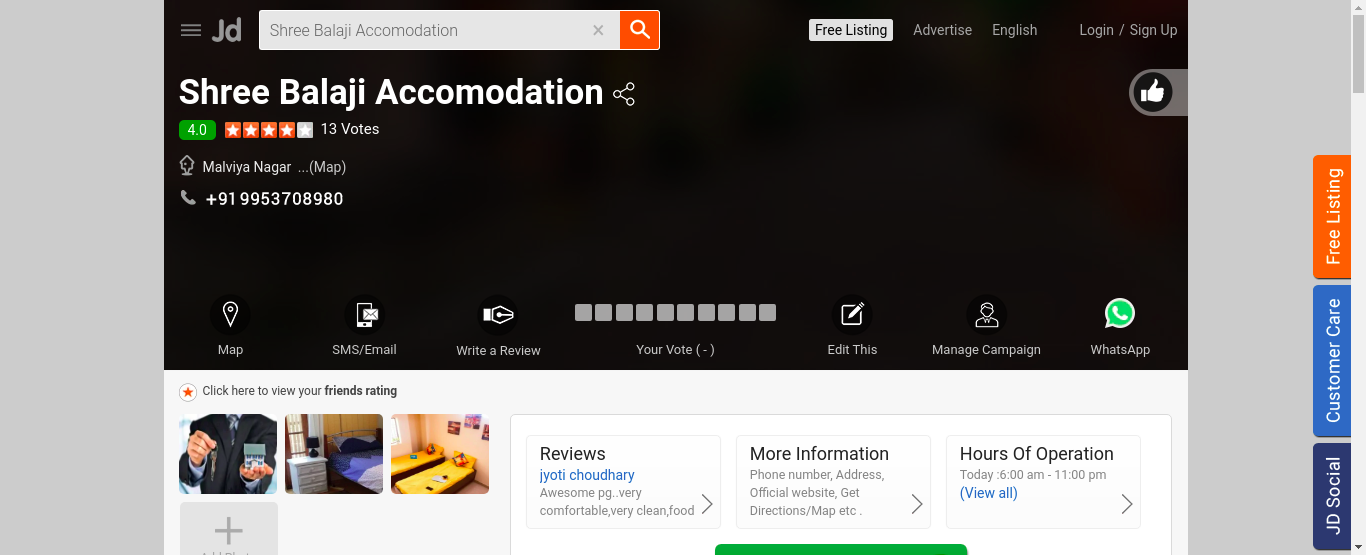 Jd
Shree Balaji Accomodation
Free Listing
Advertise
English
Login / Sign Up
Shree Balaji Accomodation
4.0
13 Votes
Malviya Nagar ...(Map)
+919953708980
Map
SMS/Email
Write a Review
Your Vote ( - )
Edit This
Manage Campaign
WhatsApp
Click here to view your friends rating
Reviews
jyoti choudhary
Awesome pg..very
comfortable,very clean,food
More Information
Phone number, Address,
Official website, Get
Directions/Map etc .
Hours Of Operation
Today :6:00 am - 11:00 pm
(View all)
Free Listing
Customer Care
JD Social